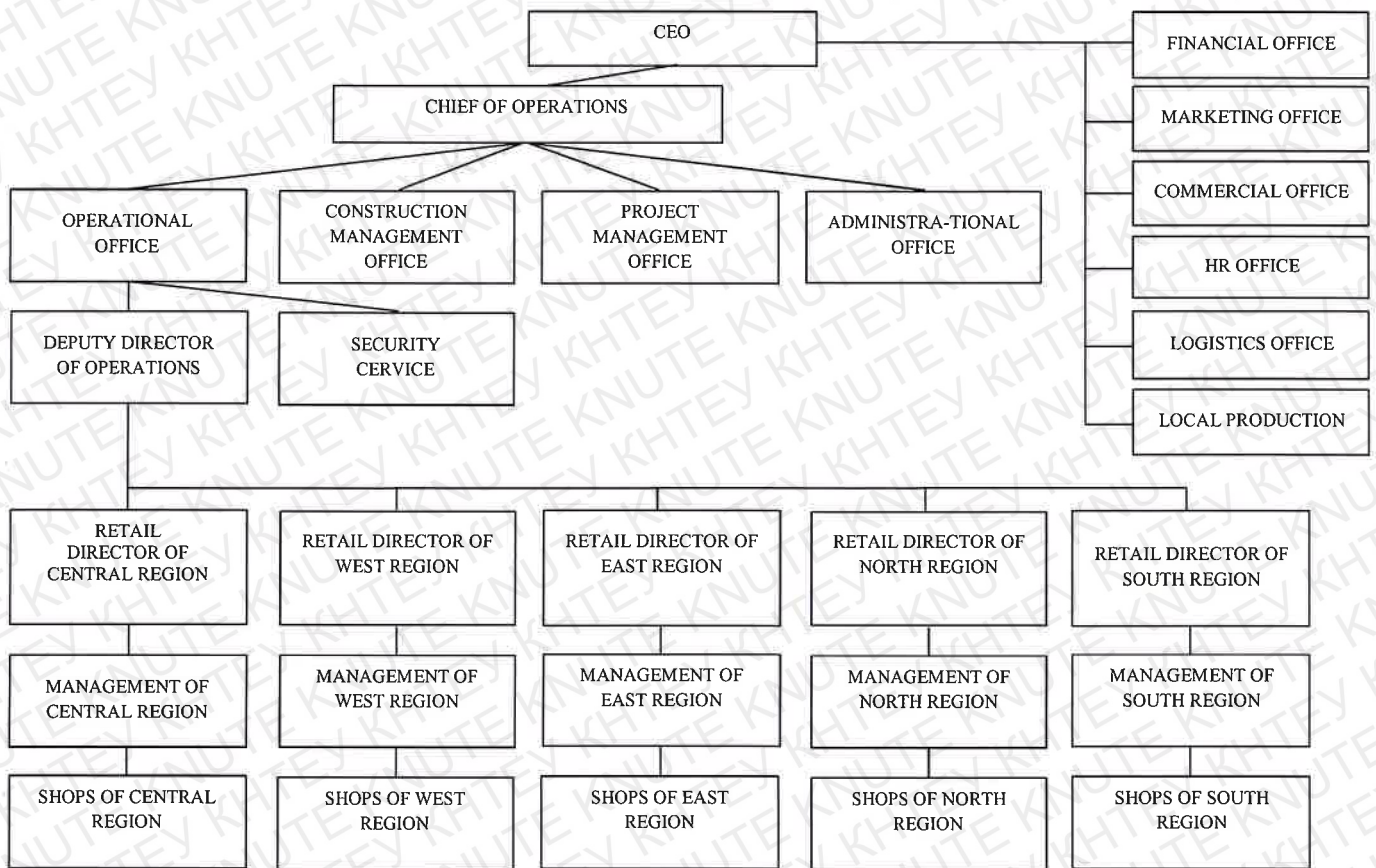 CEO
FINANCIAL OFFICE
CHIEF OF OPERATIONS
MARKETING OFFICE
COMMERCIAL OFFICE
HR OFFICE
LOGISTICS OFFICE
LOCAL PRODUCTION
OPERATIONAL
OFFICE
CONSTRUCTION
MANAGEMENT
OFFICE
PROJECT
MANAGEMENT
OFFICE
ADMINISTRA-TIONAL
OFFICE
DEPUTY DIRECTOR
OF OPERATIONS
SECURITY
CERVICE
RETAIL
DIRECTOR OF
CENTRAL REGION
RETAIL DIRECTOR OF
WEST REGION
RETAIL DIRECTOR OF
EAST REGION
RETAIL DIRECTOR OF
NORTH REGION
RETAIL DIRECTOR OF
SOUTH REGION
MANAGEMENT OF
CENTRAL REGION
MANAGEMENT OF
WEST REGION
MANAGEMENT OF
EAST REGION
MANAGEMENT OF
NORTH REGION
MANAGEMENT OF
SOUTH REGION
SHOPS OF CENTRAL
REGION
SHOPS OF WEST
REGION
SHOPS OF EAST
REGION
SHOPS OF NORTH
REGION
SHOPS OF SOUTH
REGION
КНТЕУ KNUTE